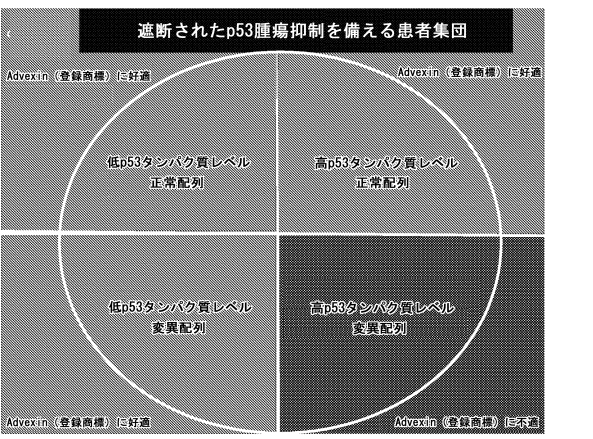 遮断されたp53腫瘍抑制を備える患者集団
Advexin (登録商標) に好適
Advexin (登録商標) に好適
低p53タンパク質レベル
正常配列
高p53タンパク質レベル
正常配列
低p53タンパク質レベル
変異配列
高p53タンパク質レベル
変異配列
Advexin (登録商標) に好適
Advexin (登録商標) に不適